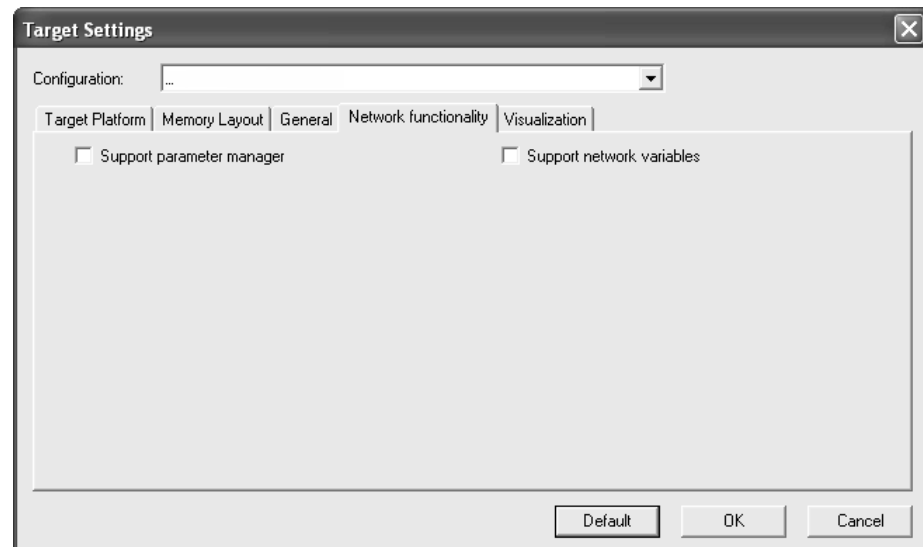 Target Settings
Configuration: ...
Target Platform Memory Layout General Network functionality Visualization
Support parameter manager Support network variables
Default OK Cancel